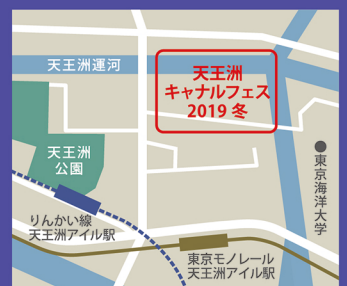 天王洲運河
天王洲
キャナルフェス
2019 冬
天王洲
公園
●東京海洋大学
りんかい線
天王洲アイル駅
東京モノレール
天王洲アイル駅